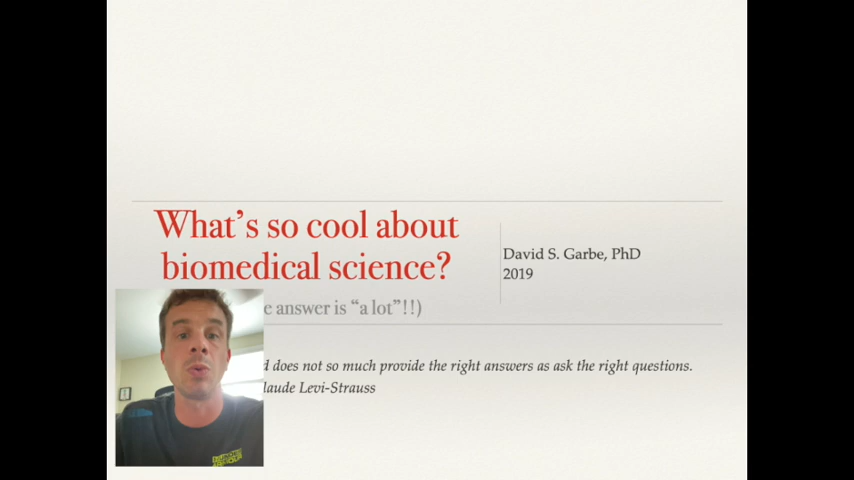 What's so cool about
biomedical science?
David S. Garbe, PhD
2019
e answer is “a lot”!!)
d does not so much provide the right answers as ask the right questions.
laude Levi-Strauss